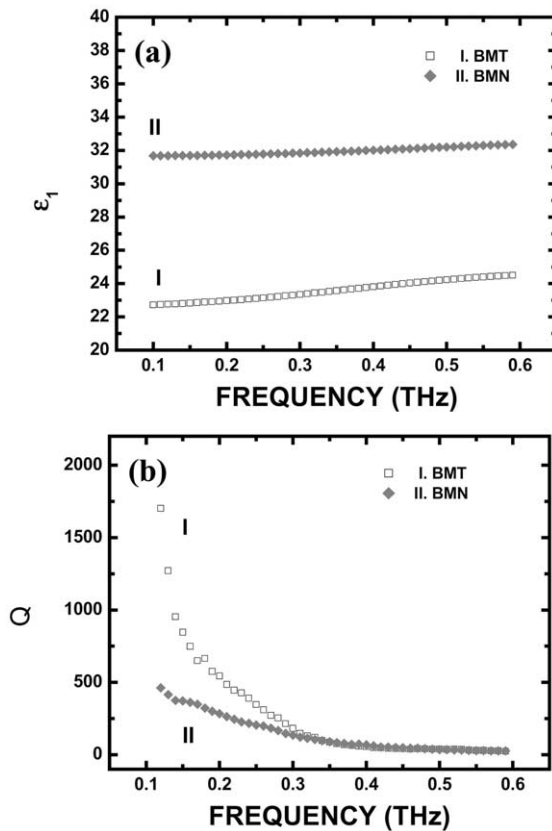 40
38
36
34
32
30
28
26
24
22
20
ε1
(a)
I. BMT
II. BMN
II
I
0.1 0.2 0.3 0.4 0.5 0.6
FREQUENCY (THz)
2000
1500
1000
500
0
Q
(b)
I. BMT
II. BMN
I
II
0.1 0.2 0.3 0.4 0.5 0.6
FREQUENCY (THz)